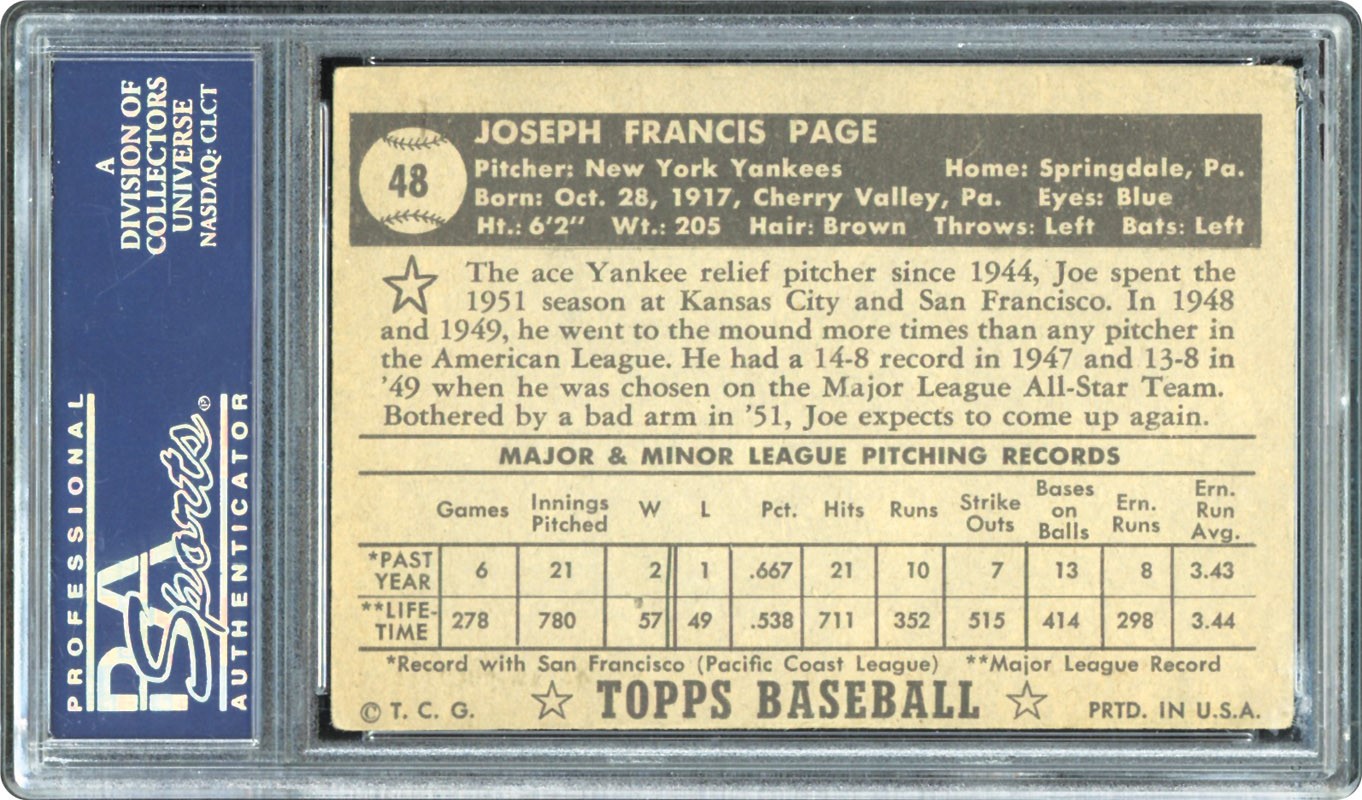 A
DIVISION OF
COLLECTORS
UNIVERSE
NASDAQ: CLCT
PROFESSIONAL
PSA
Sports
AUTHENTICATOR
48
JOSEPH FRANCIS PAGE
Pitcher: New York Yankees Home: Springdale, Pa.
Born: Oct. 28, 1917, Cherry Valley, Pa. Eyes: Blue
Ht.: 6'2" Wt.: 205 Hair: Brown Throws: Left Bats: Left
The ace Yankee relief pitcher since 1944, Joe spent the
1951 season at Kansas City and San Francisco. In 1948
and 1949, he went to the mound more times than any pitcher in
the American League. He had a 14-8 record in 1947 and 13-8 in
'49 when he was chosen on the Major League All-Star Team.
Bothered by a bad arm in '51, Joe expects to come up again.
MAJOR & MINOR LEAGUE PITCHING RECORDS
Games Innings Pitched W L Pct. Hits Runs Strike Outs Bases on Balls Ern. Runs Ern. Run Avg.
*PAST YEAR 6 21 2 1 .667 21 10 7 13 8 3.43
**LIFE-TIME 278 780 57 49 .538 711 352 515 414 298 3.44
*Record with San Francisco (Pacific Coast League) **Major League Record
© T. C. G. TOPPS BASEBALL PRTD. IN U.S.A.